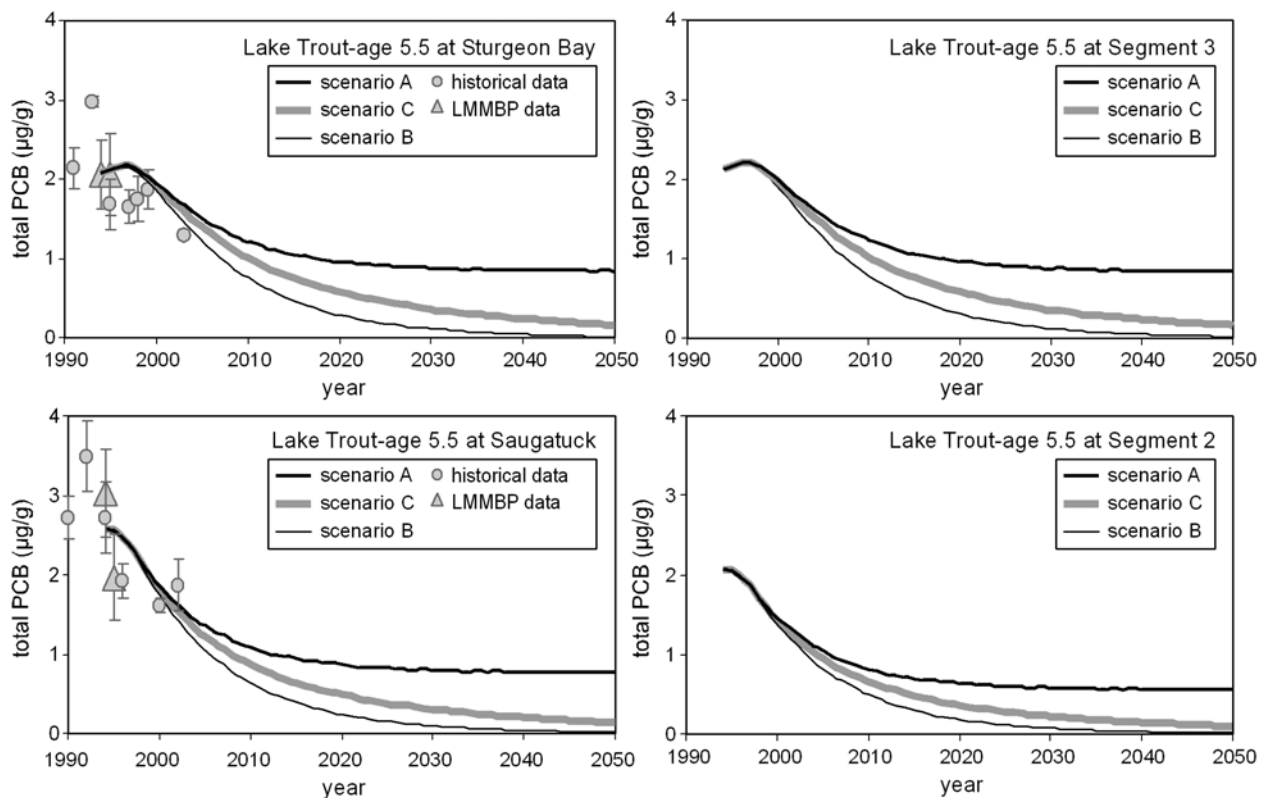 Lake Trout-age 5.5 at Sturgeon Bay
scenario A
historical data
scenario C
LMMBP data
scenario B
total PCB (µg/g)
4
3
2
1
0
1990 2000 2010 2020 2030 2040 2050
year
Lake Trout-age 5.5 at Segment 3
scenario A
scenario C
scenario B
total PCB (µg/g)
4
3
2
1
0
1990 2000 2010 2020 2030 2040 2050
year
Lake Trout-age 5.5 at Saugatuck
scenario A
historical data
scenario C
LMMBP data
scenario B
total PCB (µg/g)
4
3
2
1
0
1990 2000 2010 2020 2030 2040 2050
year
Lake Trout-age 5.5 at Segment 2
scenario A
scenario C
scenario B
total PCB (µg/g)
4
3
2
1
0
1990 2000 2010 2020 2030 2040 2050
year